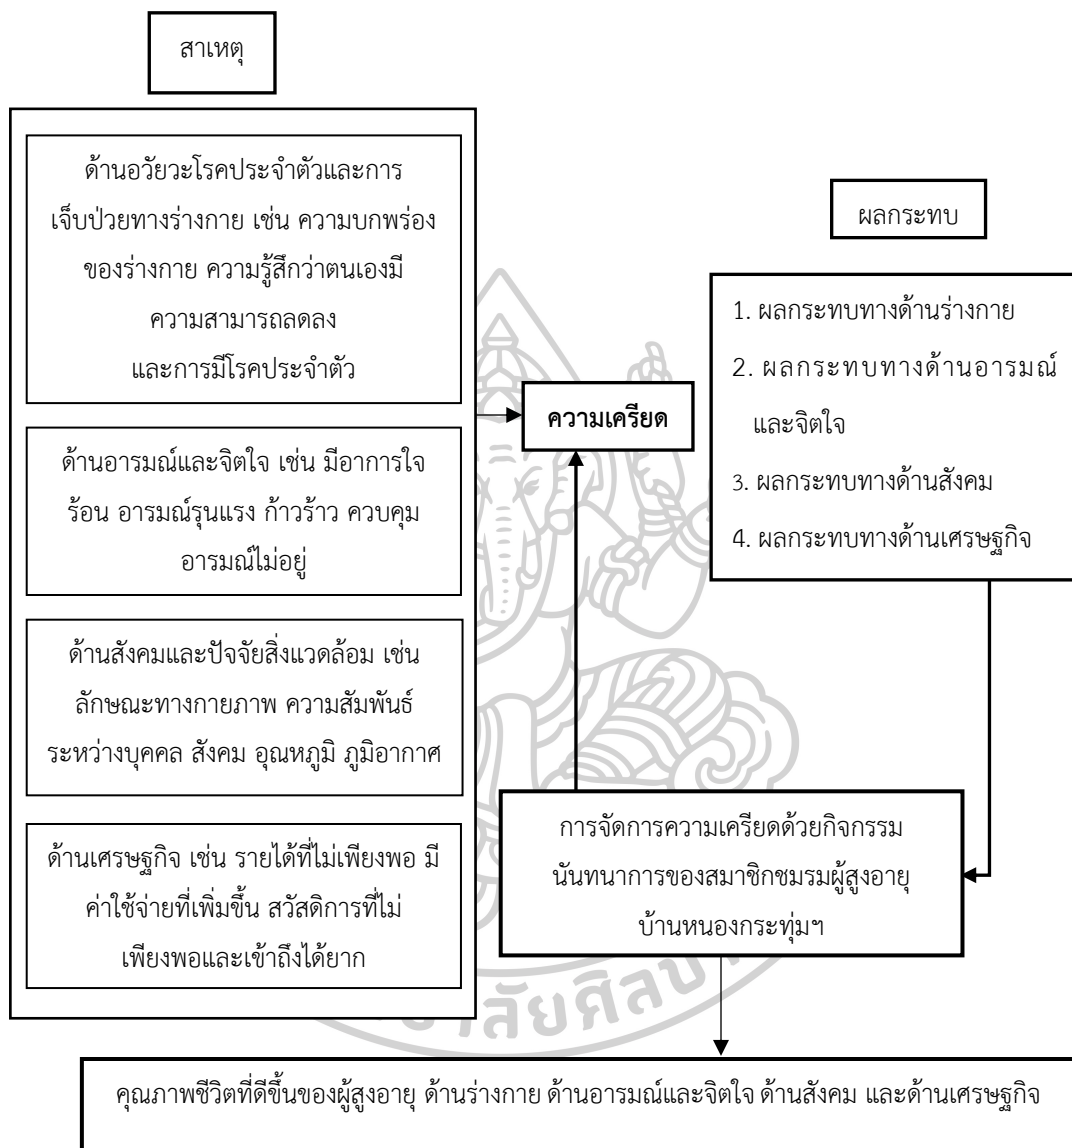 สาเหตุ
ด้านอวัยวะโรคประจำตัวและการ
เจ็บป่วยทางร่างกาย เช่น ความบกพร่อง
ของร่างกาย ความรู้สึกว่าตนเองมี
ความสามารถลดลง
และการมีโรคประจำตัว
ด้านอารมณ์และจิตใจ เช่น มีอาการใจ
ร้อน อารมณ์รุนแรง ก้าวร้าว ควบคุม
อารมณ์ไม่อยู่
ด้านสังคมและปัจจัยสิ่งแวดล้อม เช่น
ลักษณะทางกายภาพ ความสัมพันธ์
ระหว่างบุคคล สังคม อุณหภูมิ ภูมิอากาศ
ด้านเศรษฐกิจ เช่น รายได้ที่ไม่เพียงพอ มี
ค่าใช้จ่ายที่เพิ่มขึ้น สวัสดิการที่ไม่
เพียงพอและเข้าถึงได้ยาก
ความเครียด
ผลกระทบ
1. ผลกระทบทางด้านร่างกาย
2. ผลกระทบทางด้านอารมณ์
และจิตใจ
3. ผลกระทบทางด้านสังคม
4. ผลกระทบทางด้านเศรษฐกิจ
การจัดการความเครียดด้วยกิจกรรม
นันทนาการของสมาชิกชมรมผู้สูงอายุ
บ้านหนองกระทุ่มฯ
คุณภาพชีวิตที่ดีขึ้นของผู้สูงอายุ ด้านร่างกาย ด้านอารมณ์และจิตใจ ด้านสังคม และด้านเศรษฐกิจ